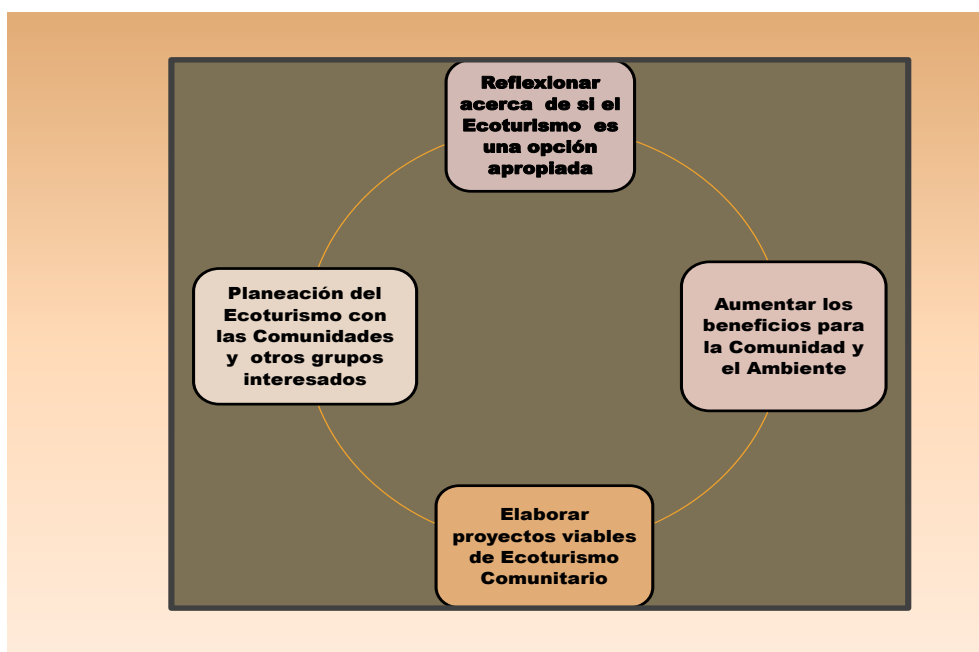 Reflexionar
acerca de si el
Ecoturismo es
una opción
apropiada
Planeación del
Ecoturismo con
las Comunidades
y otros grupos
interesados
Aumentar los
beneficios para
la Comunidad y
el Ambiente
Elaborar
proyectos viables
de Ecoturismo
Comunitario